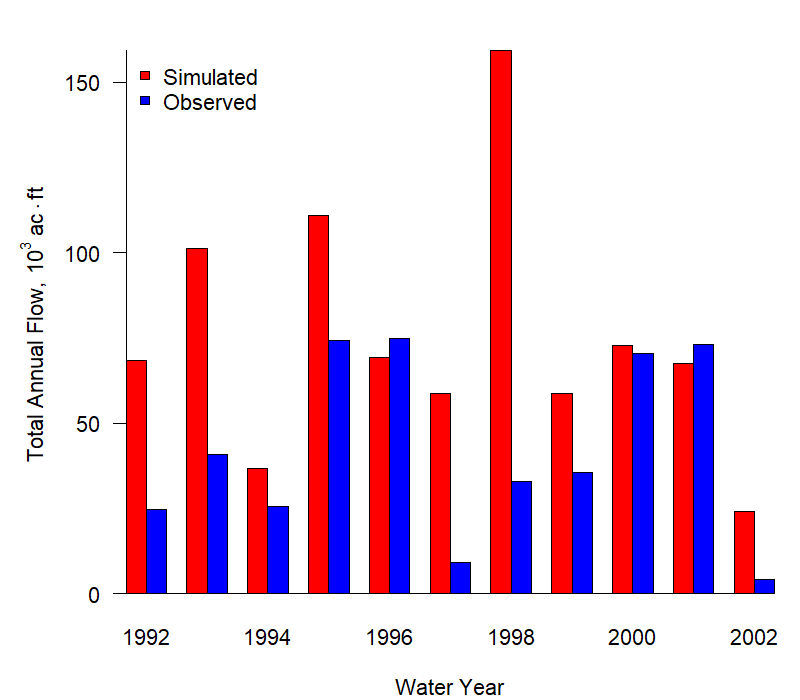 Simulated
Observed
150
100
50
0
Total Annual Flow, 10³ ac·ft
1992 1994 1996 1998 2000 2002
Water Year